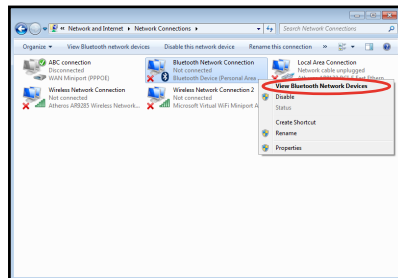 « Network and Internet ▸ Network Connections ▸
Search Network Connections
Organize ▾ View Bluetooth network devices Disable this network device Rename this connection »
ABC connection
Disconnected
WAN Miniport (PPPOE)
Bluetooth Network Connection
Not connected
Bluetooth Device (Personal Area ...
Local Area Connection
Network cable unplugged
Wireless Network Connection
Not connected
Atheros AR9285 Wireless Network...
Wireless Network Connection 2
Not connected
Microsoft Virtual WiFi Miniport A
View Bluetooth Network Devices
Disable
Status
Create Shortcut
Rename
Properties